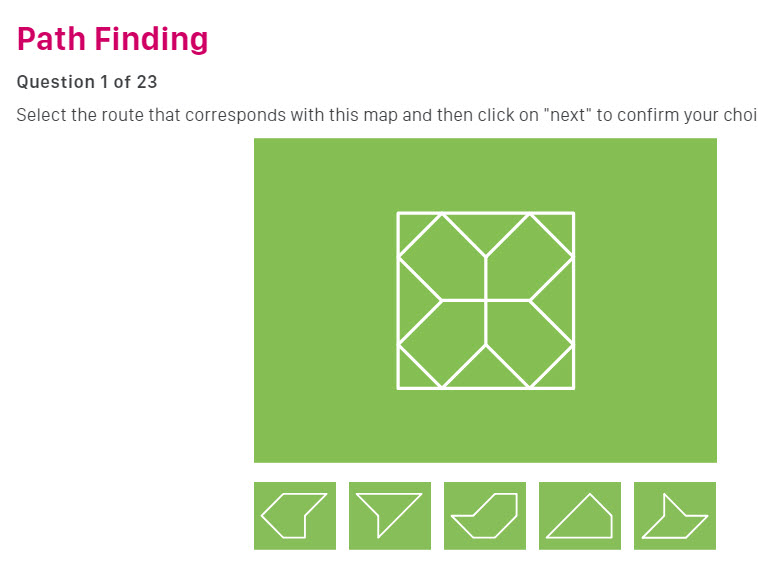 Path Finding
Question 1 of 23
Select the route that corresponds with this map and then click on "next" to confirm your choi